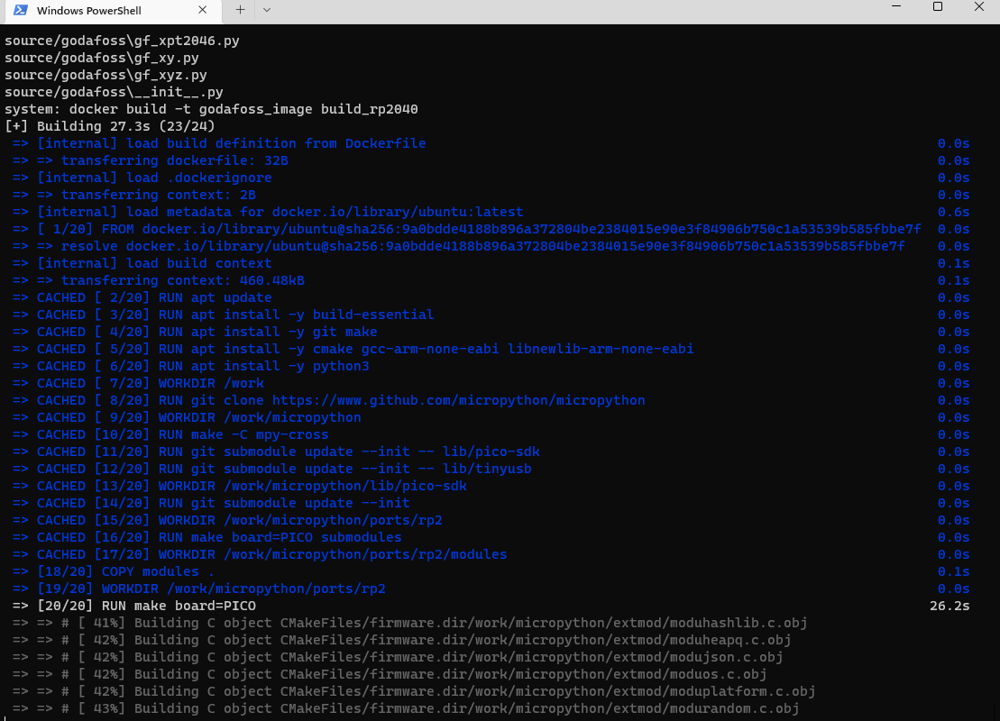 Windows PowerShell
source/godafoss\gf_xpt2046.py
source/godafoss\gf_xy.py
source/godafoss\gf_xyz.py
source/godafoss\__init__.py
system: docker build -t godafoss_image build_rp2040
[+] Building 27.3s (23/24)
=> [internal] load build definition from Dockerfile 0.0s
=> => transferring dockerfile: 32B 0.0s
=> [internal] load .dockerignore 0.0s
=> => transferring context: 2B 0.0s
=> [internal] load metadata for docker.io/library/ubuntu:latest 0.6s
=> [ 1/20] FROM docker.io/library/ubuntu@sha256:9a0bdde4188b896a372804be2384015e90e3f84906b750c1a53539b585fbbe7f 0.0s
=> => resolve docker.io/library/ubuntu@sha256:9a0bdde4188b896a372804be2384015e90e3f84906b750c1a53539b585fbbe7f 0.0s
=> [internal] load build context 0.1s
=> => transferring context: 460.48kB 0.1s
=> CACHED [ 2/20] RUN apt update 0.0s
=> CACHED [ 3/20] RUN apt install -y build-essential 0.0s
=> CACHED [ 4/20] RUN apt install -y git make 0.0s
=> CACHED [ 5/20] RUN apt install -y cmake gcc-arm-none-eabi libnewlib-arm-none-eabi 0.0s
=> CACHED [ 6/20] RUN apt install -y python3 0.0s
=> CACHED [ 7/20] WORKDIR /work 0.0s
=> CACHED [ 8/20] RUN git clone https://www.github.com/micropython/micropython 0.0s
=> CACHED [ 9/20] WORKDIR /work/micropython 0.0s
=> CACHED [10/20] RUN make -C mpy-cross 0.0s
=> CACHED [11/20] RUN git submodule update --init -- lib/pico-sdk 0.0s
=> CACHED [12/20] RUN git submodule update --init -- lib/tinyusb 0.0s
=> CACHED [13/20] WORKDIR /work/micropython/lib/pico-sdk 0.0s
=> CACHED [14/20] RUN git submodule update --init 0.0s
=> CACHED [15/20] WORKDIR /work/micropython/ports/rp2 0.0s
=> CACHED [16/20] RUN make board=PICO submodules 0.0s
=> CACHED [17/20] WORKDIR /work/micropython/ports/rp2/modules 0.0s
=> [18/20] COPY modules . 0.1s
=> [19/20] WORKDIR /work/micropython/ports/rp2 0.0s
=> [20/20] RUN make board=PICO 26.2s
=> => # [ 41%] Building C object CMakeFiles/firmware.dir/work/micropython/extmod/moduhashlib.c.obj
=> => # [ 42%] Building C object CMakeFiles/firmware.dir/work/micropython/extmod/moduheapq.c.obj
=> => # [ 42%] Building C object CMakeFiles/firmware.dir/work/micropython/extmod/modujson.c.obj
=> => # [ 42%] Building C object CMakeFiles/firmware.dir/work/micropython/extmod/moduos.c.obj
=> => # [ 42%] Building C object CMakeFiles/firmware.dir/work/micropython/extmod/moduplatform.c.obj
=> => # [ 43%] Building C object CMakeFiles/firmware.dir/work/micropython/extmod/modurandom.c.obj